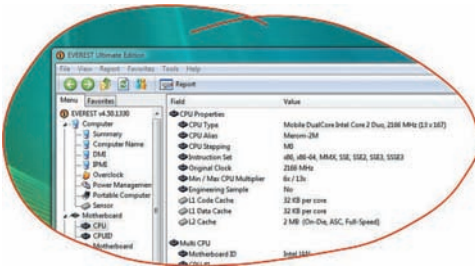 EVEREST Ultimate Edition
File View Report Favorites Tools Help
Report
Menu Favorites
Field Value
EVEREST v4.50.1330
Computer
Summary
Computer Name
DMI
IPMI
Overclock
Power Managemen
Portable Computer
Sensor
Motherboard
CPU
CPUID
Motherboard
CPU Properties
CPU Type Mobile DualCore Intel Core 2 Duo, 2166 MHz (13 x 167)
CPU Alias Merom-2M
CPU Stepping M0
Instruction Set x86, x86-64, MMX, SSE, SSE2, SSE3, SSSE3
Original Clock 2166 MHz
Min / Max CPU Multiplier 6x / 13x
Engineering Sample No
L1 Code Cache 32 KB per core
L1 Data Cache 32 KB per core
L2 Cache 2 MB (On-Die, ASC, Full-Speed)
Multi CPU
Motherboard ID